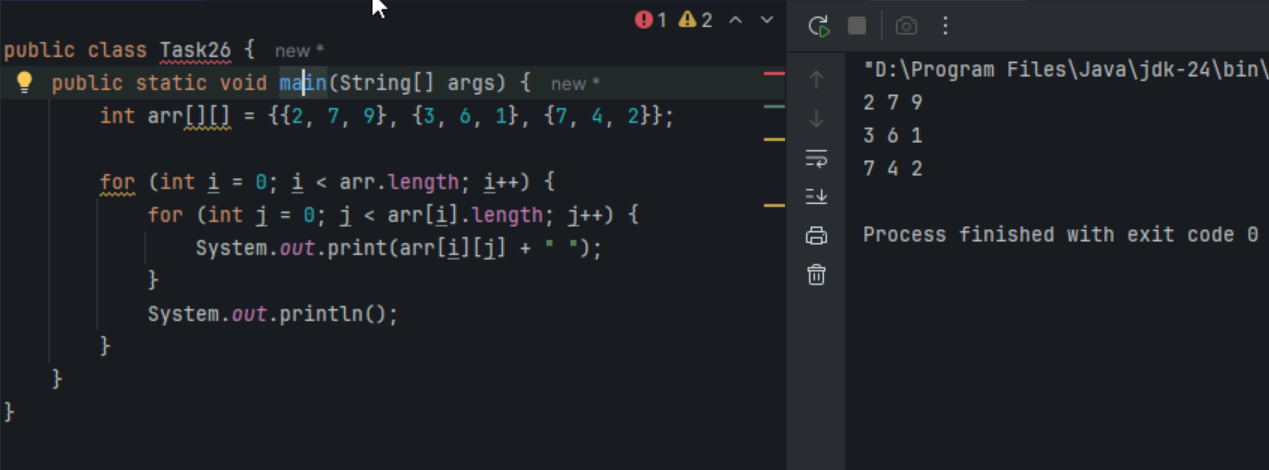 1 2
public class Task26 { new *
public static void main(String[] args) { new *
int arr[][] = {{2, 7, 9}, {3, 6, 1}, {7, 4, 2}};
for (int i = 0; i < arr.length; i++) {
for (int j = 0; j < arr[i].length; j++) {
System.out.print(arr[i][j] + " ");
}
System.out.println();
}
}
}
"D:\Program Files\Java\jdk-24\bin\
2 7 9
3 6 1
7 4 2
Process finished with exit code 0